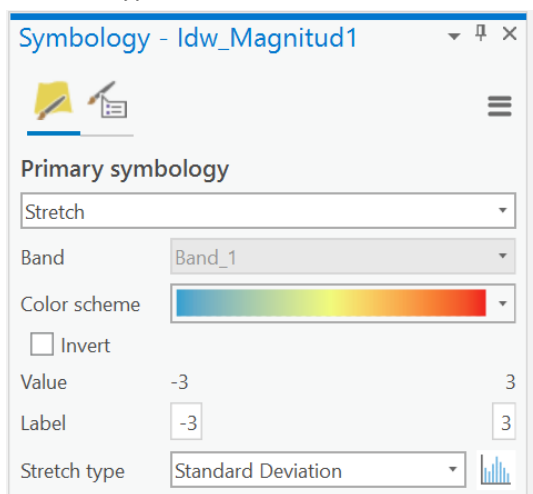 Symbology - Idw_Magnitud1
Primary symbology
Stretch
Band Band_1
Color scheme
Invert
Value -3 3
Label -3 3
Stretch type Standard Deviation